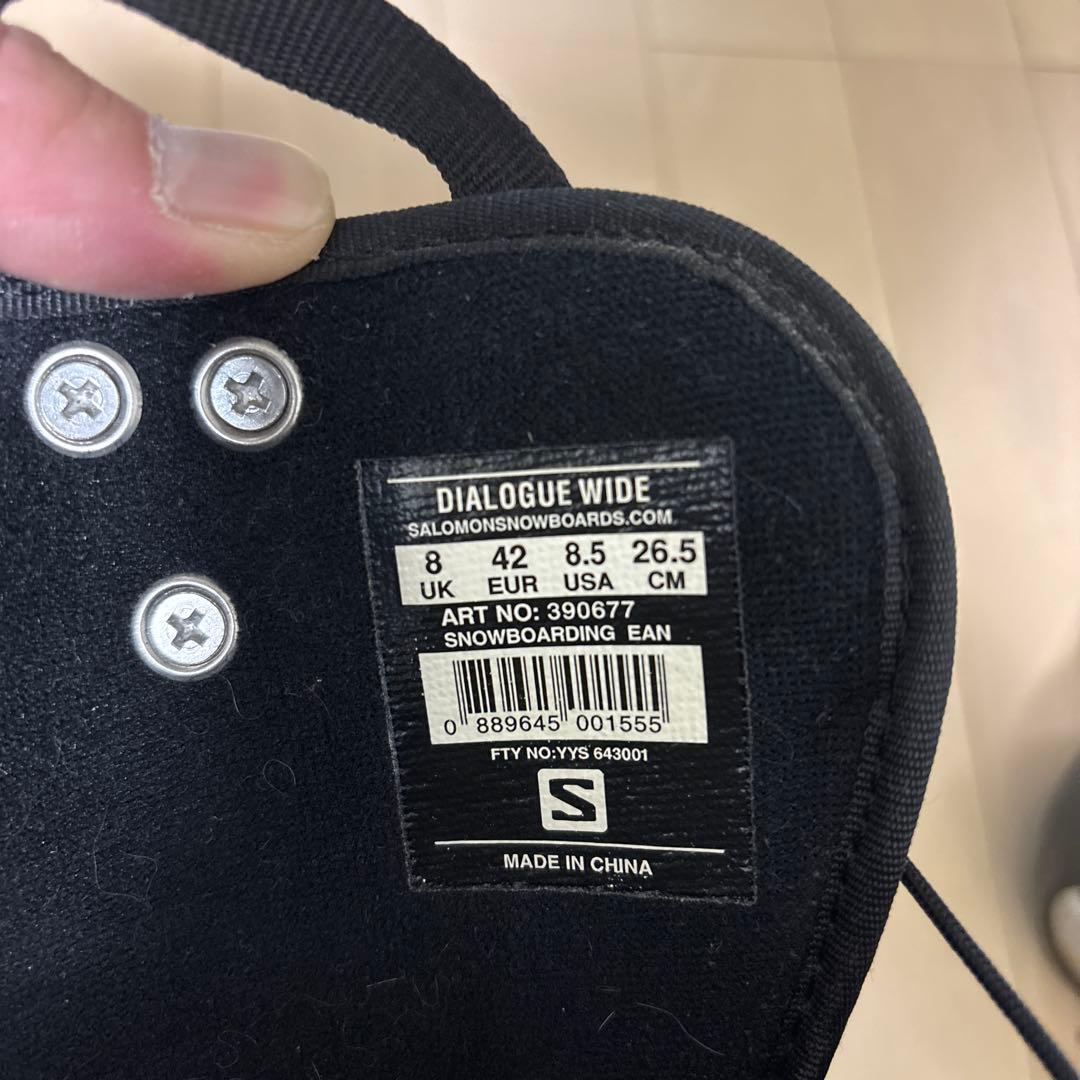 DIALOGUE WIDE
SALOMONSNOWBOARDS.COM
8 42 8.5 26.5
UK EUR USA CM
ART NO: 390677
SNOWBOARDING EAN
0 889645 001555
FTY NO:YYS 643001
S
MADE IN CHINA